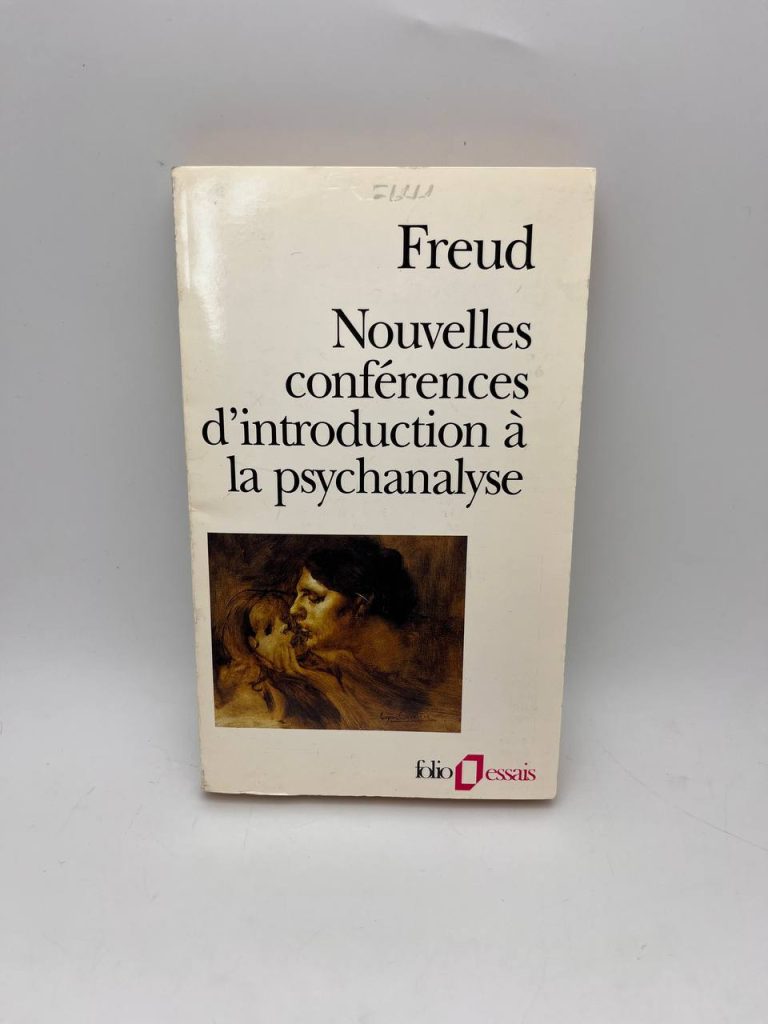 Freud
Nouvelles
conférences
d'introduction à
la psychanalyse
folio essais